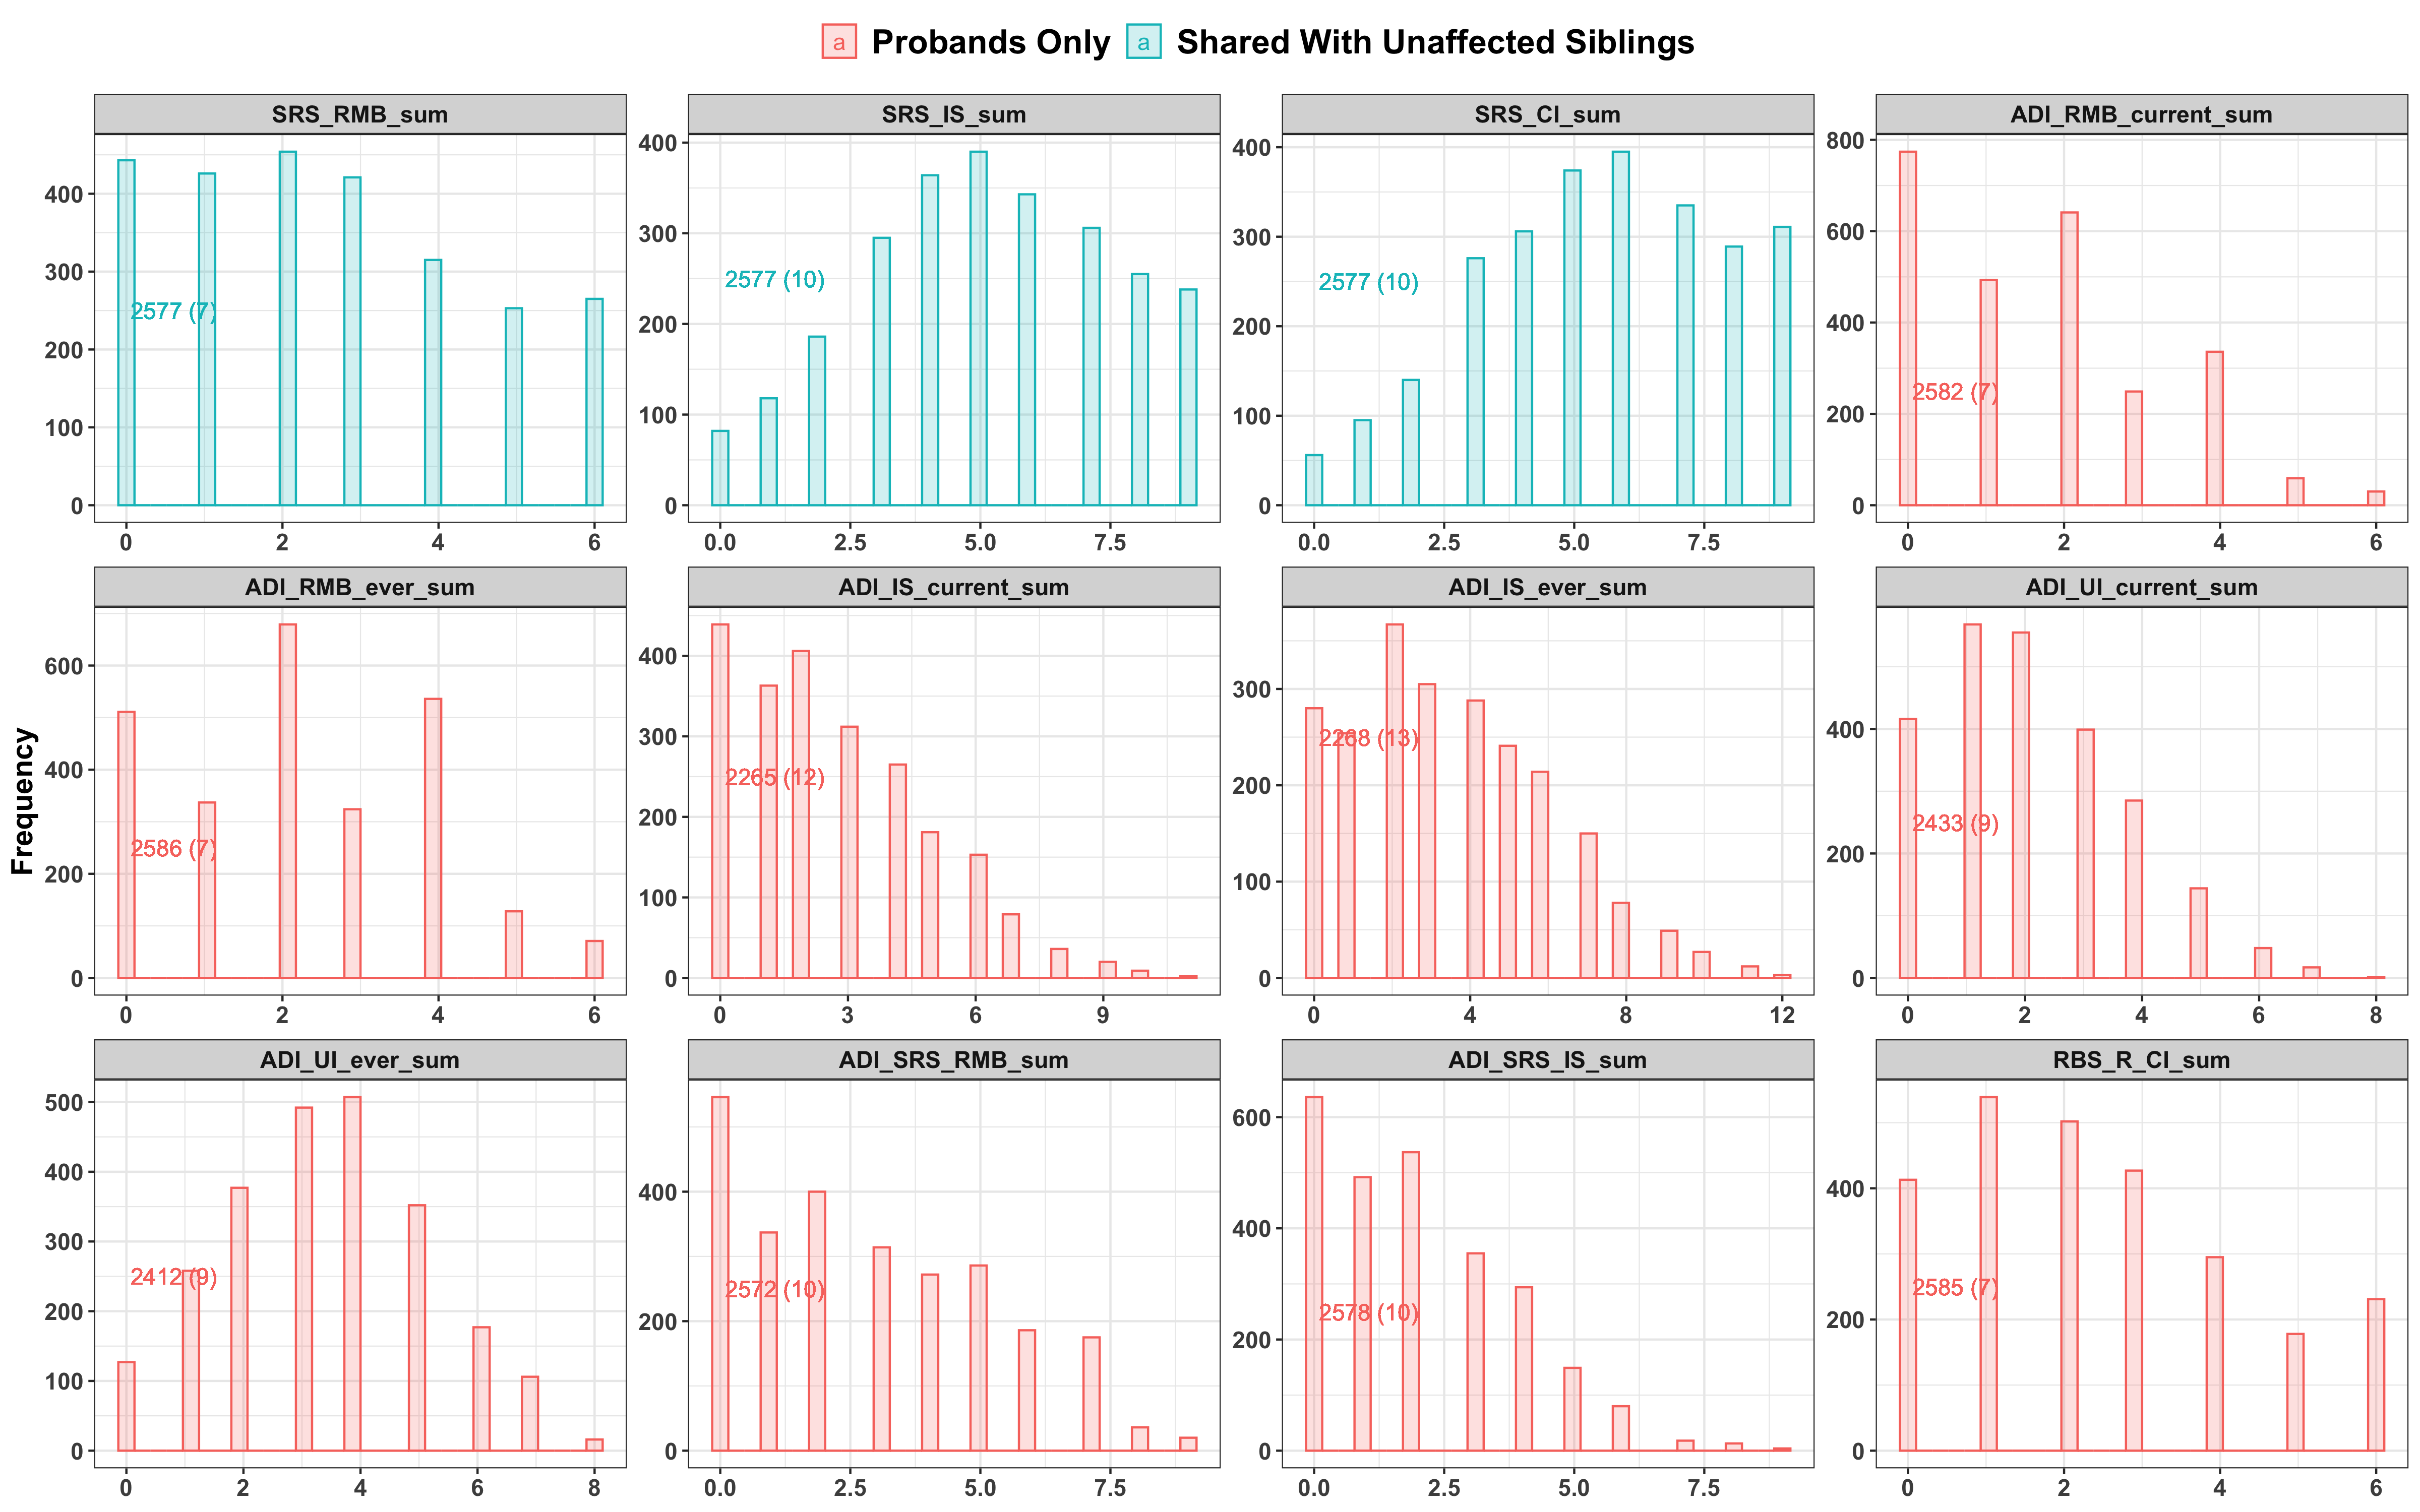 a Probands Only a Shared With Unaffected Siblings
Frequency
SRS_RMB_sum
400
300
200
100
0
2577 (7)
0 2 4 6
SRS_IS_sum
400
300
200
100
0
2577 (10)
0.0 2.5 5.0 7.5
SRS_CI_sum
400
300
200
100
0
2577 (10)
0.0 2.5 5.0 7.5
ADI_RMB_current_sum
800
600
400
200
0
2582 (7)
0 2 4 6
ADI_RMB_ever_sum
600
400
200
0
2586 (7)
0 2 4 6
ADI_IS_current_sum
400
300
200
100
0
2265 (12)
0 3 6 9
ADI_IS_ever_sum
300
200
100
0
2268 (13)
0 4 8 12
ADI_UI_current_sum
400
200
0
2433 (9)
0 2 4 6 8
ADI_UI_ever_sum
500
400
300
200
100
0
2412 (9)
0 2 4 6 8
ADI_SRS_RMB_sum
400
200
0
2572 (10)
0.0 2.5 5.0 7.5
ADI_SRS_IS_sum
600
400
200
0
2578 (10)
0.0 2.5 5.0 7.5
RBS_R_CI_sum
400
200
0
2585 (7)
0 2 4 6